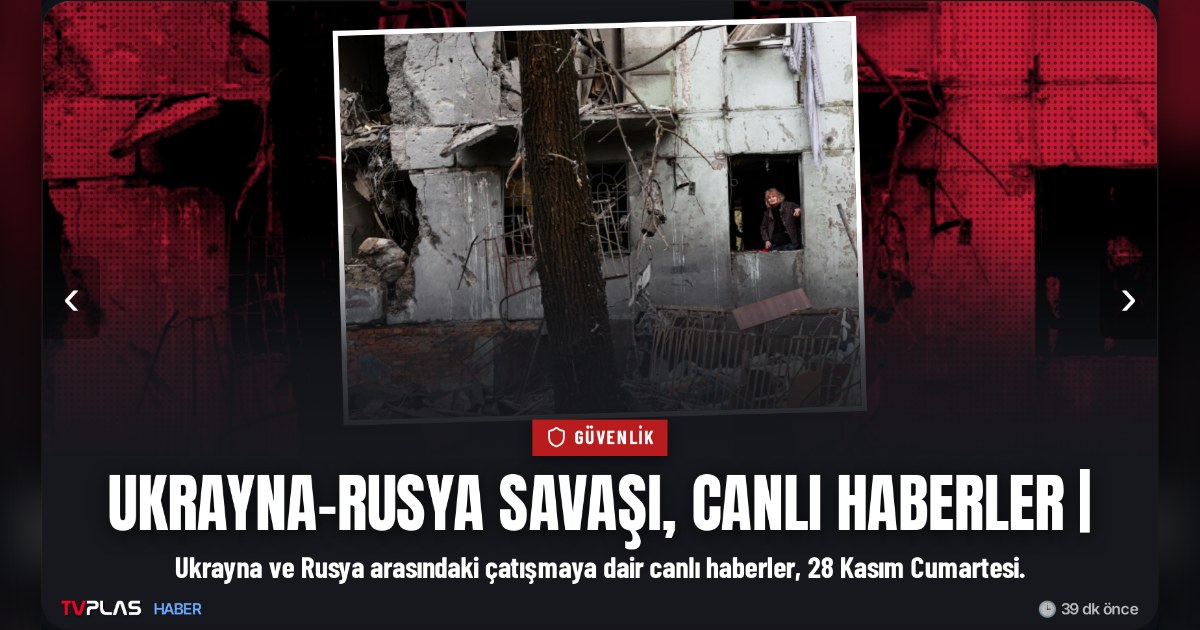 GÜVENLİK
UKRAYNA-RUSYA SAVAŞI, CANLI HABERLER |
Ukrayna ve Rusya arasındaki çatışmaya dair canlı haberler, 28 Kasım Cumartesi.
TVPLAS HABER
39 dk önce